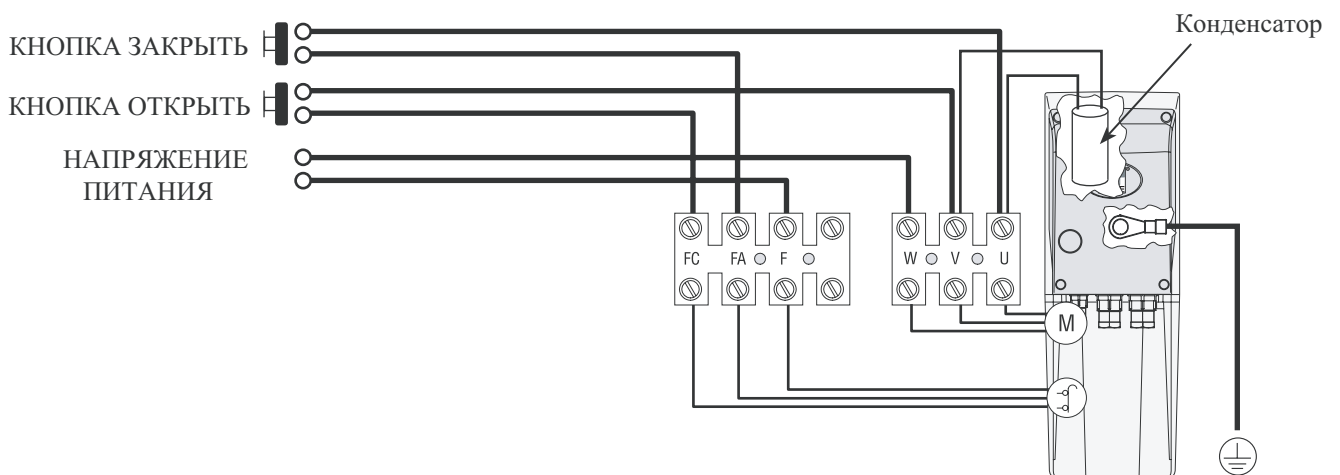 Конденсатор
КНОПКА ЗАКРЫТЬ
КНОПКА ОТКРЫТЬ
НАПРЯЖЕНИЕ
ПИТАНИЯ
FC FA F W V U
M